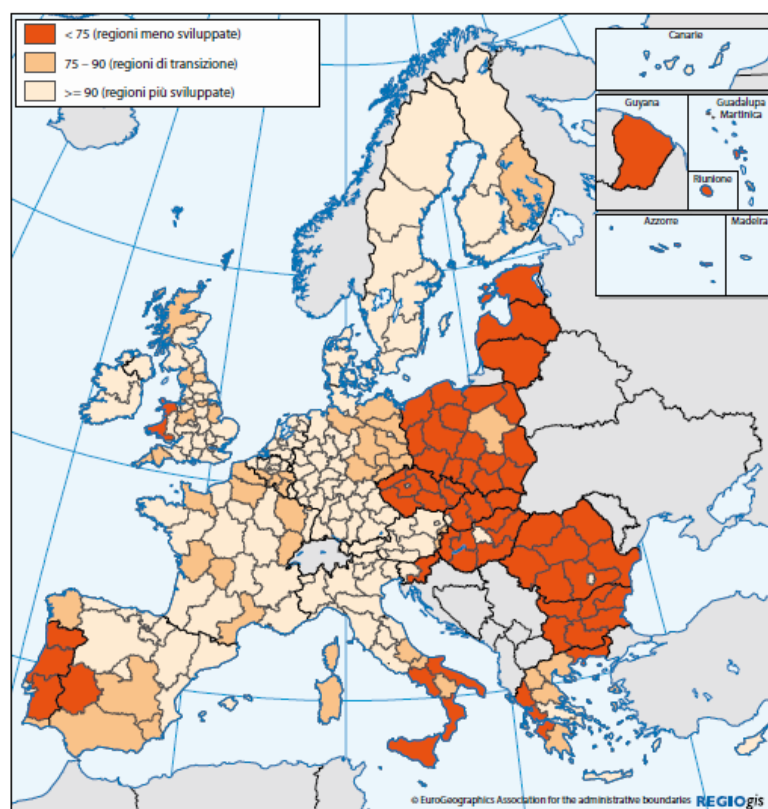 < 75 (regioni meno sviluppate)
75 – 90 (regioni di transizione)
>= 90 (regioni più sviluppate)
Canarie
Guyana
Guadalupa
Martinica
Riunione
Azzorre
Madeira
© EuroGeographics Association for the administrative boundaries
REGIOgis